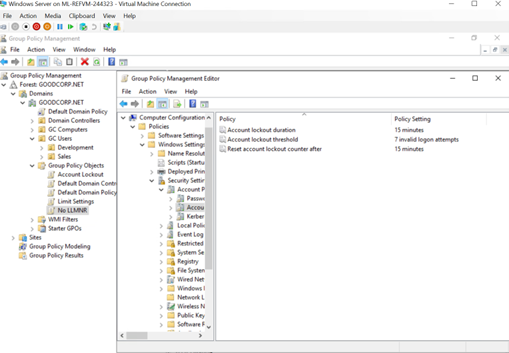 Windows Server on ML-REFVM-244323 - Virtual Machine Connection
File Action Media Clipboard View Help
Group Policy Management
File Action View Window Help
Group Policy Management
Forest: GOODCORP.NET
Domains
GOODCORP.NET
Default Domain Policy
Domain Controllers
GC Computers
GC Users
Development
Sales
Group Policy Objects
Account Lockout
Default Domain Contr
Default Domain Policy
Limit Settings
No LLMNR
WMI Filters
Starter GPOs
Sites
Group Policy Modeling
Group Policy Results
Group Policy Management Editor
File Action View Help
Computer Configuration
Policies
Software Settings
Windows Settings
Name Resolut
Scripts (Startu
Deployed Prin
Security Settin
Account P
Passw
Accou
Kerber
Local Polic
Event Log
Restricted
System Se
Registry
File System
Wired Net
Windows
Network L
Wireless N
Public Key
Software R
Policy Policy Setting
Account lockout duration 15 minutes
Account lockout threshold 7 invalid logon attempts
Reset account lockout counter after 15 minutes